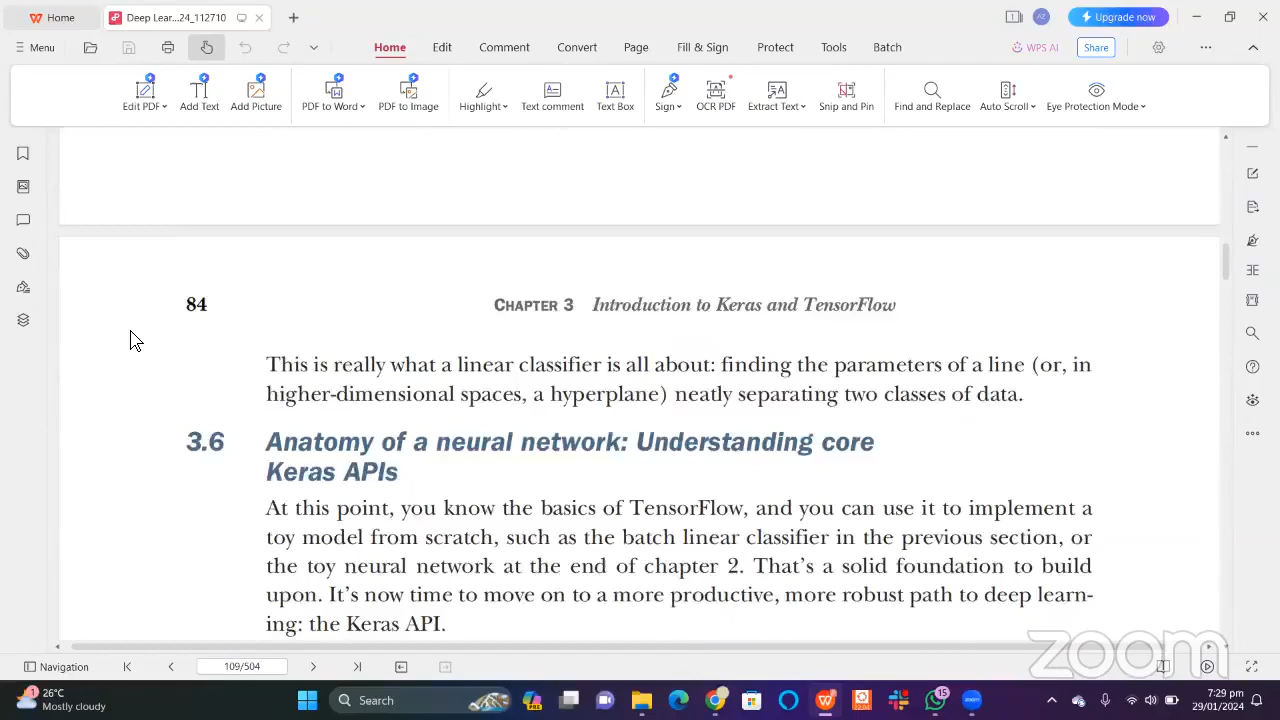 Home
Deep Lear...24_112710
AZ
Upgrade now
Menu
Home
Edit
Comment
Convert
Page
Fill & Sign
Protect
Tools
Batch
WPS AI
Share
Edit PDF
Add Text
Add Picture
PDF to Word
PDF to Image
Highlight
Text comment
Text Box
Sign
OCR PDF
Extract Text
Snip and Pin
Find and Replace
Auto Scroll
Eye Protection Mode
84
CHAPTER 3 Introduction to Keras and TensorFlow
This is really what a linear classifier is all about: finding the parameters of a line (or, in
higher-dimensional spaces, a hyperplane) neatly separating two classes of data.
3.6 Anatomy of a neural network: Understanding core
Keras APIs
At this point, you know the basics of TensorFlow, and you can use it to implement a
toy model from scratch, such as the batch linear classifier in the previous section, or
the toy neural network at the end of chapter 2. That's a solid foundation to build
upon. It's now time to move on to a more productive, more robust path to deep learn-
ing: the Keras API.
zoom
Navigation
109/504
1
26°C
Mostly cloudy
Search
PRE
15
7:29 pm
29/01/2024